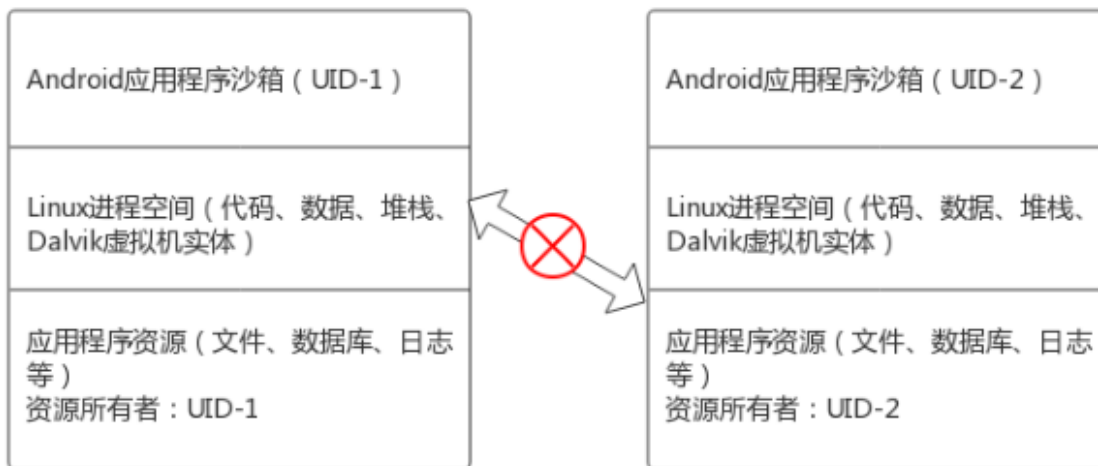 Android应用程序沙箱（UID-1）
Linux进程空间（代码、数据、堆栈、
Dalvik虚拟机实体）
应用程序资源（文件、数据库、日志
等）
资源所有者：UID-1
Android应用程序沙箱（UID-2）
Linux进程空间（代码、数据、堆栈、
Dalvik虚拟机实体）
应用程序资源（文件、数据库、日志
等）
资源所有者：UID-2